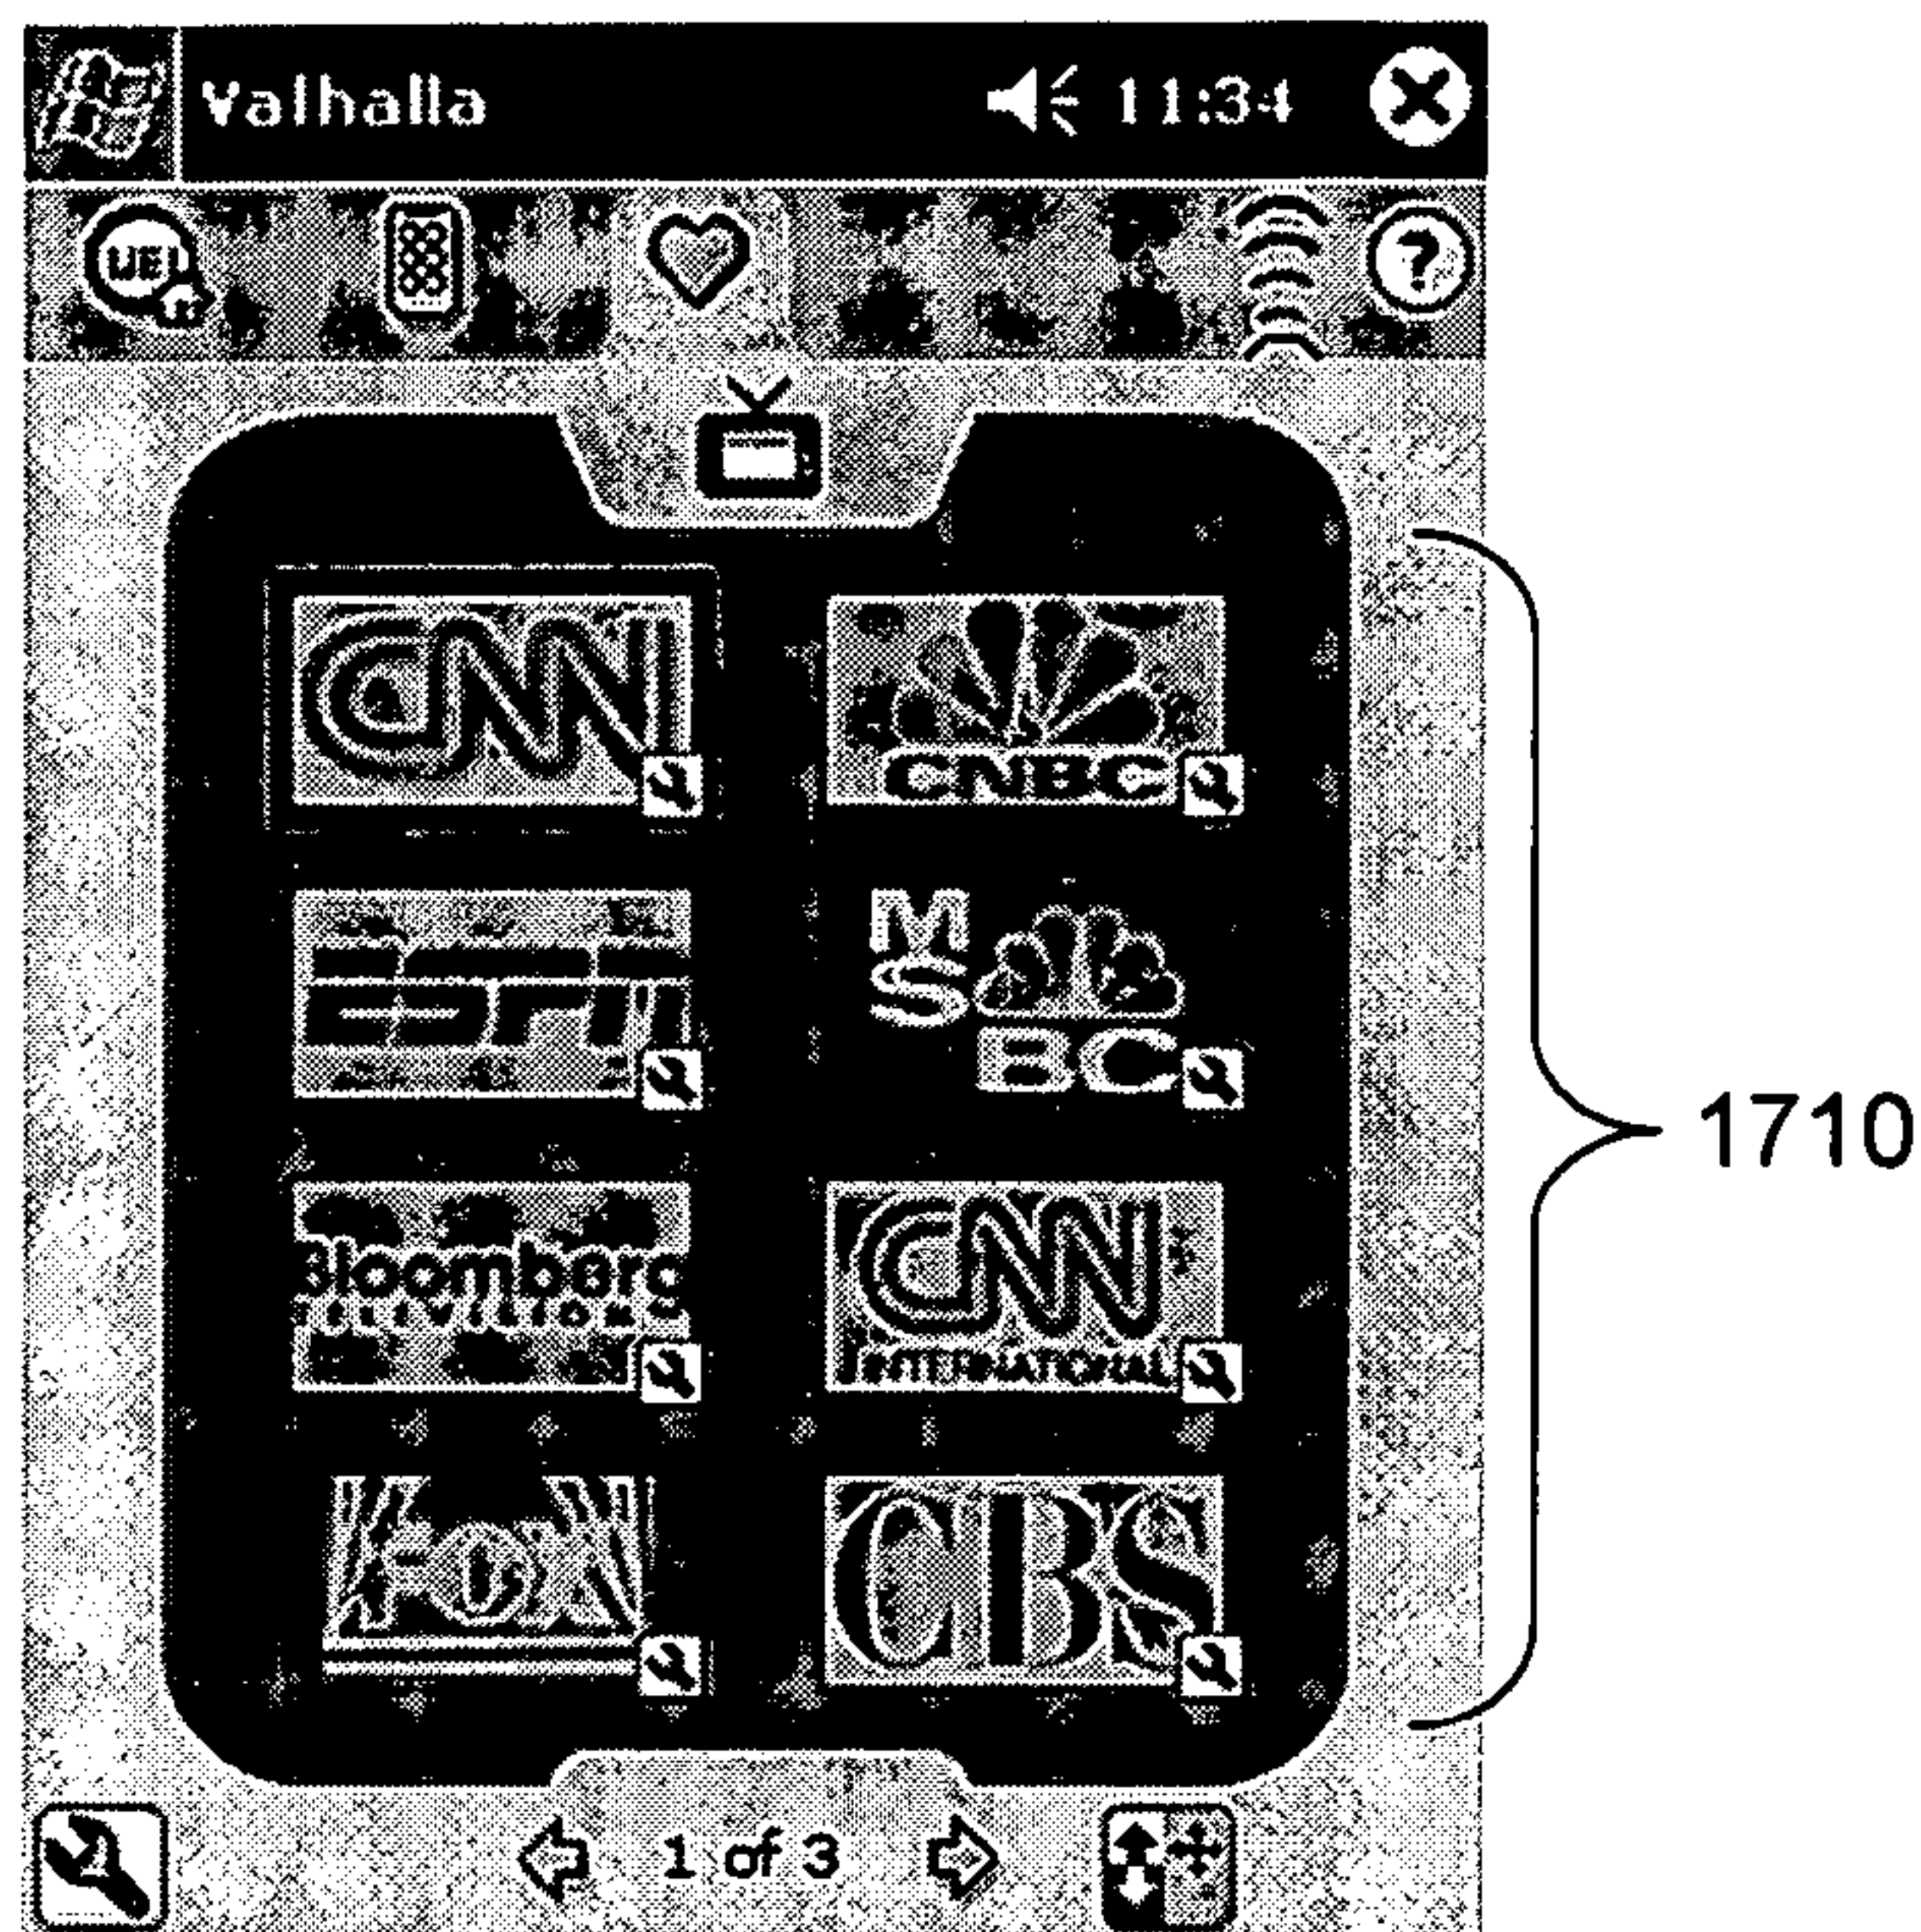 Valhalla 11:34
UEI
?
CNN
CNBC
ESPN
MS
BC
1710
Bloomberg
TELEVISION
CNN
INTERNATIONAL
FOX
CBS
1 of 3